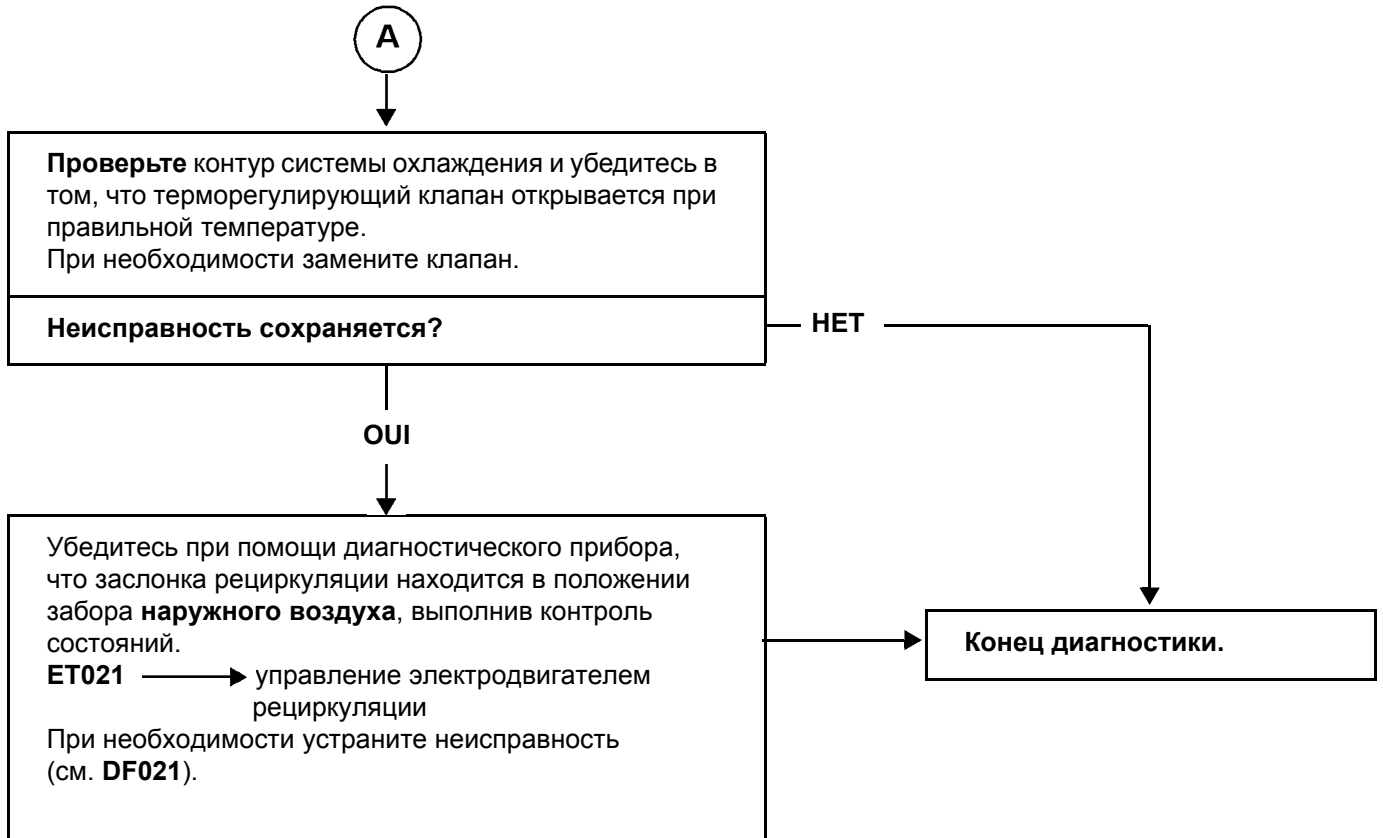 A
Проверьте контур системы охлаждения и убедитесь в
том, что терморегулирующий клапан открывается при
правильной температуре.
При необходимости замените клапан.
Неисправность сохраняется?
НЕТ
OUI
Убедитесь при помощи диагностического прибора,
что заслонка рециркуляции находится в положении
забора наружного воздуха, выполнив контроль
состояний.
ET021 управление электродвигателем
рециркуляции
При необходимости устраните неисправность
(см. DF021).
Конец диагностики.